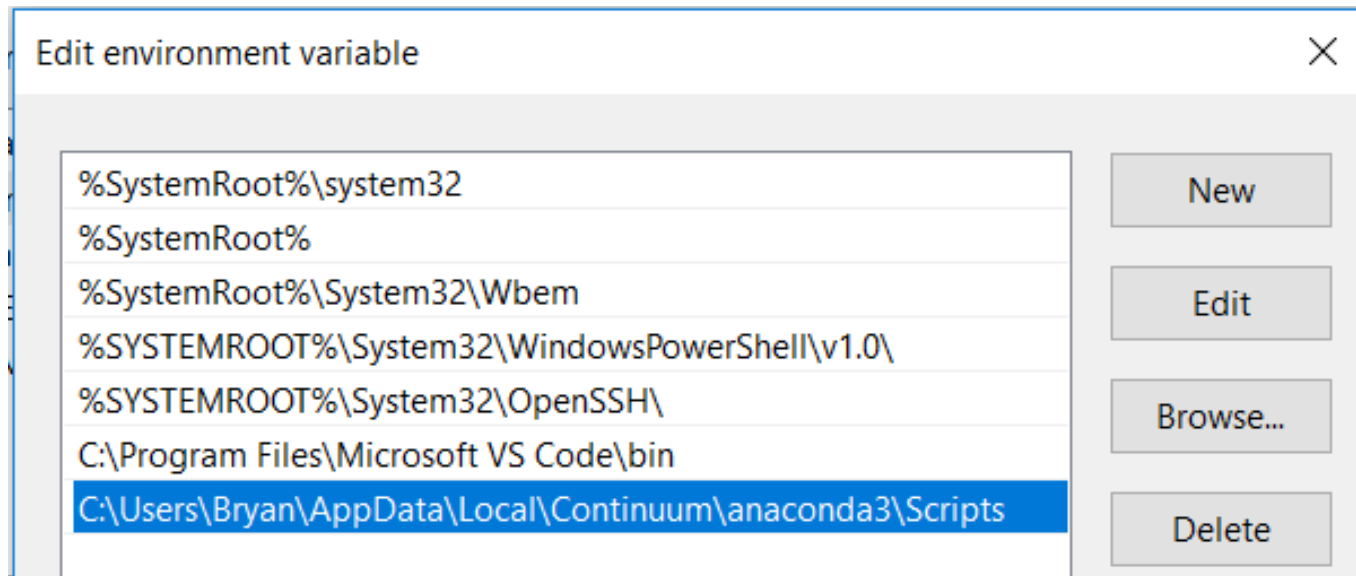 Edit environment variable
%SystemRoot%\system32
%SystemRoot%
%SystemRoot%\System32\Wbem
%SYSTEMROOT%\System32\WindowsPowerShell\v1.0\
%SYSTEMROOT%\System32\OpenSSH\
C:\Program Files\Microsoft VS Code\bin
C:\Users\Bryan\AppData\Local\Continuum\anaconda3\Scripts
New
Edit
Browse...
Delete